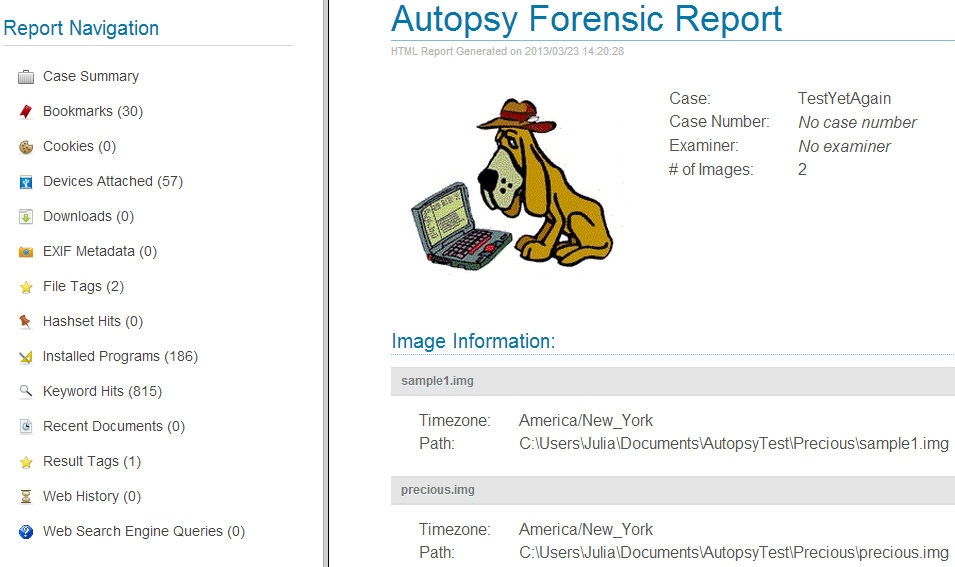 Report Navigation
Case Summary
Bookmarks (30)
Cookies (0)
Devices Attached (57)
Downloads (0)
EXIF Metadata (0)
File Tags (2)
Hashset Hits (0)
Installed Programs (186)
Keyword Hits (815)
Recent Documents (0)
Result Tags (1)
Web History (0)
Web Search Engine Queries (0)
Autopsy Forensic Report
HTML Report Generated on 2013/03/23 14:20:28
Case: TestYetAgain
Case Number: No case number
Examiner: No examiner
# of Images: 2
Image Information:
sample1.img
Timezone: America/New_York
Path: C:\Users\Julia\Documents\AutopsyTest\Precious\sample1.img
precious.img
Timezone: America/New_York
Path: C:\Users\Julia\Documents\AutopsyTest\Precious\precious.img